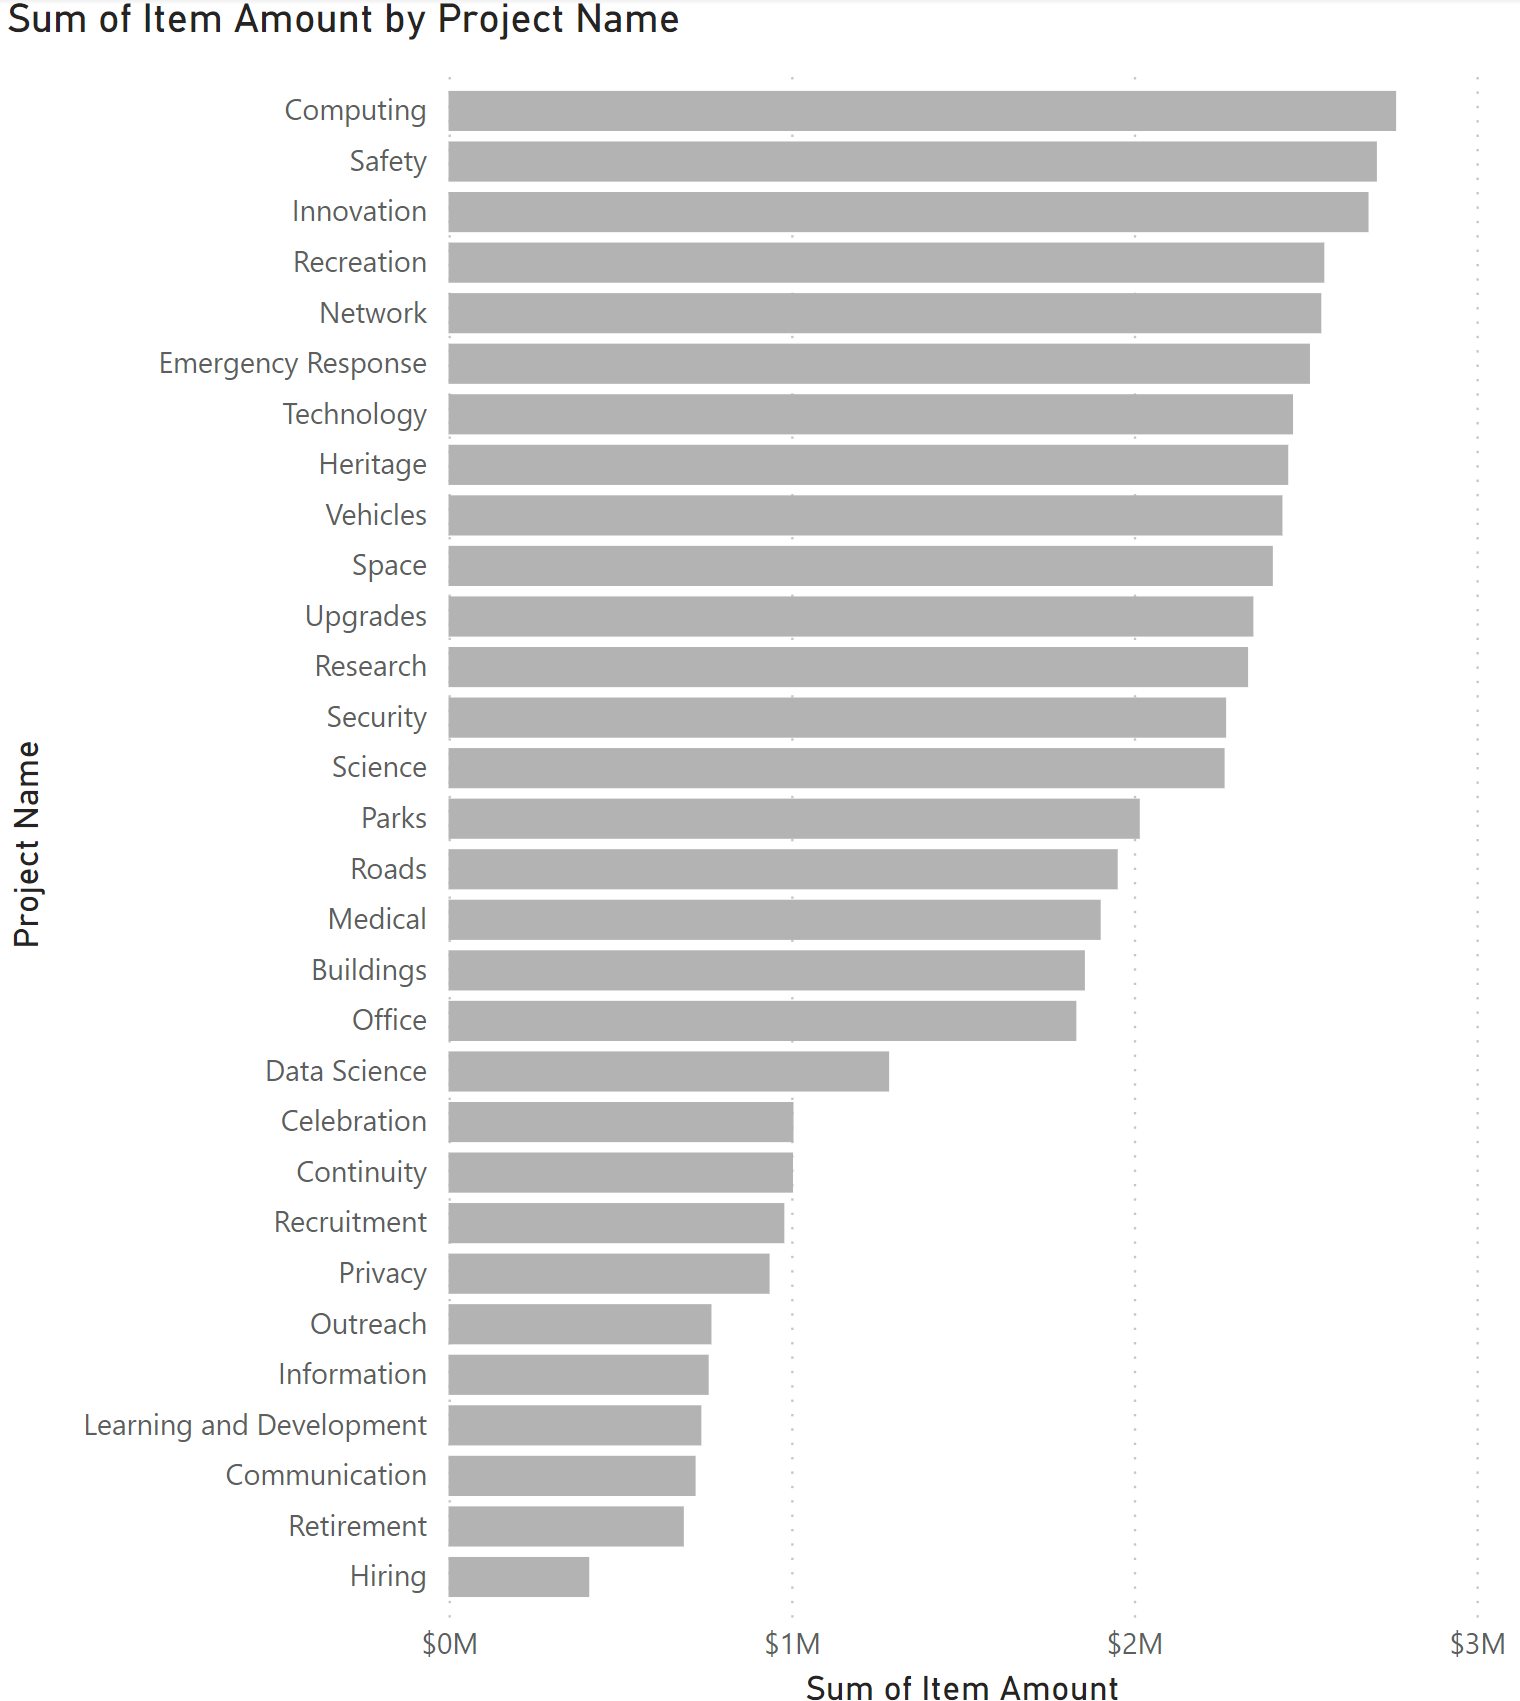 Sum of Item Amount by Project Name
Computing
Safety
Innovation
Recreation
Network
Emergency Response
Technology
Heritage
Vehicles
Space
Upgrades
Research
Security
Science
Parks
Roads
Medical
Buildings
Office
Data Science
Celebration
Continuity
Recruitment
Privacy
Outreach
Information
Learning and Development
Communication
Retirement
Hiring
Project Name
$0M $1M $2M $3M
Sum of Item Amount